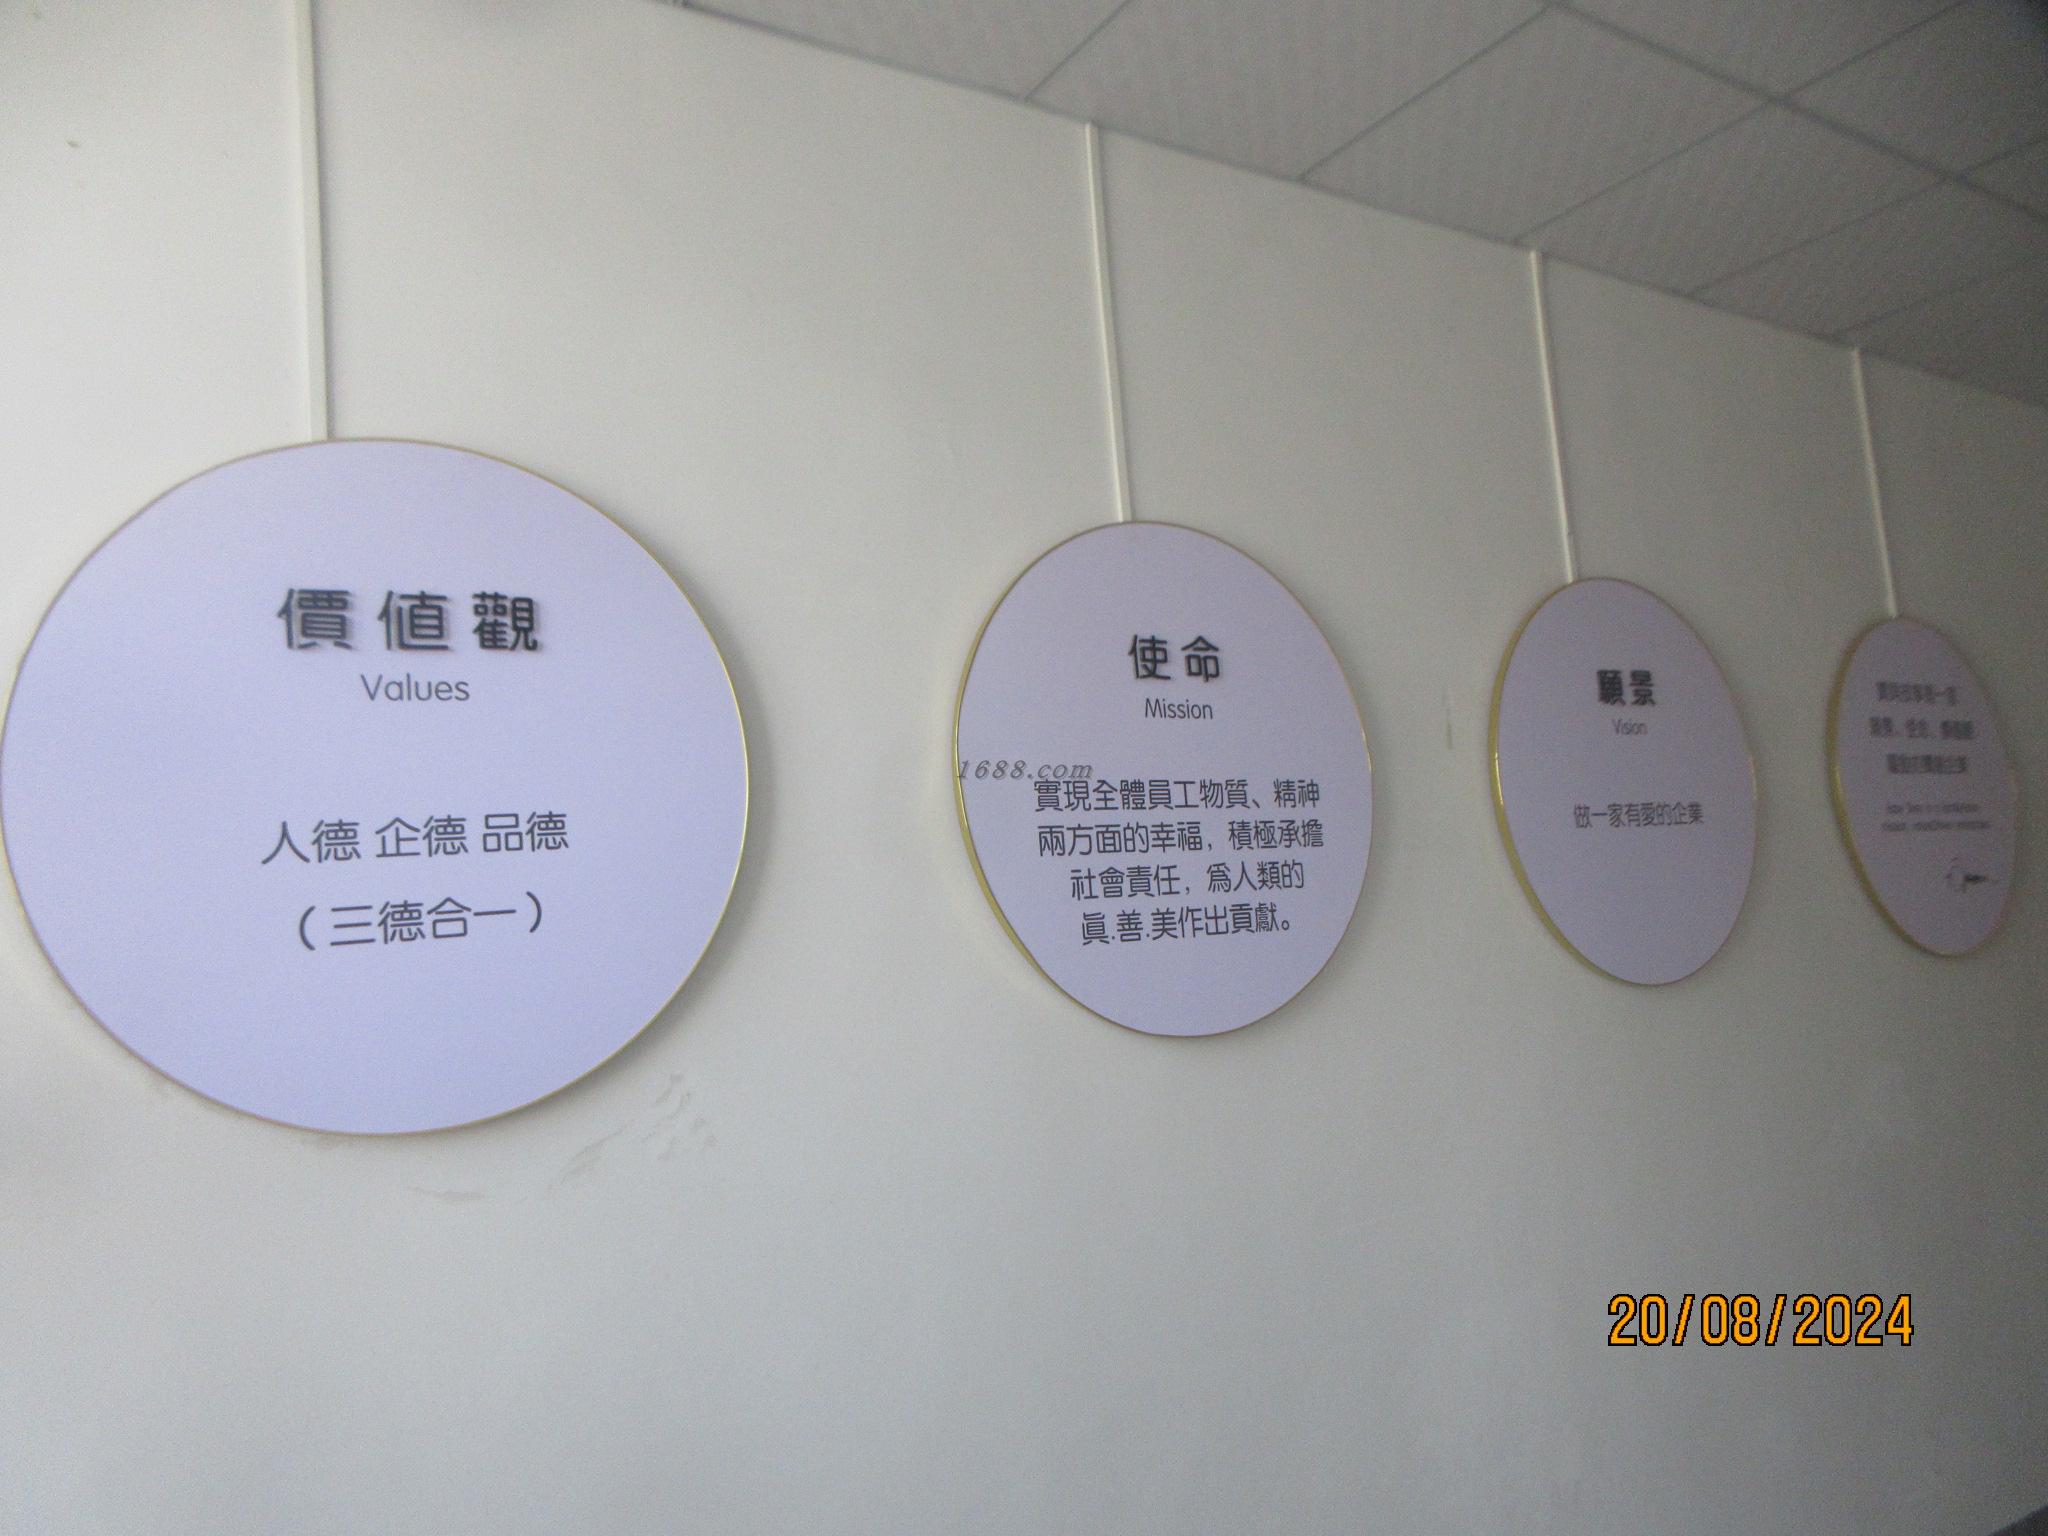 價值觀
Values
人德 企德 品德
（三德合一）
使命
Mission
1688.com
實現全體員工物質、精神
兩方面的幸福，積極承擔
社會責任，爲人類的
眞.善.美作出貢獻。
願景
Vision
做一家有愛的企業
20/08/2024